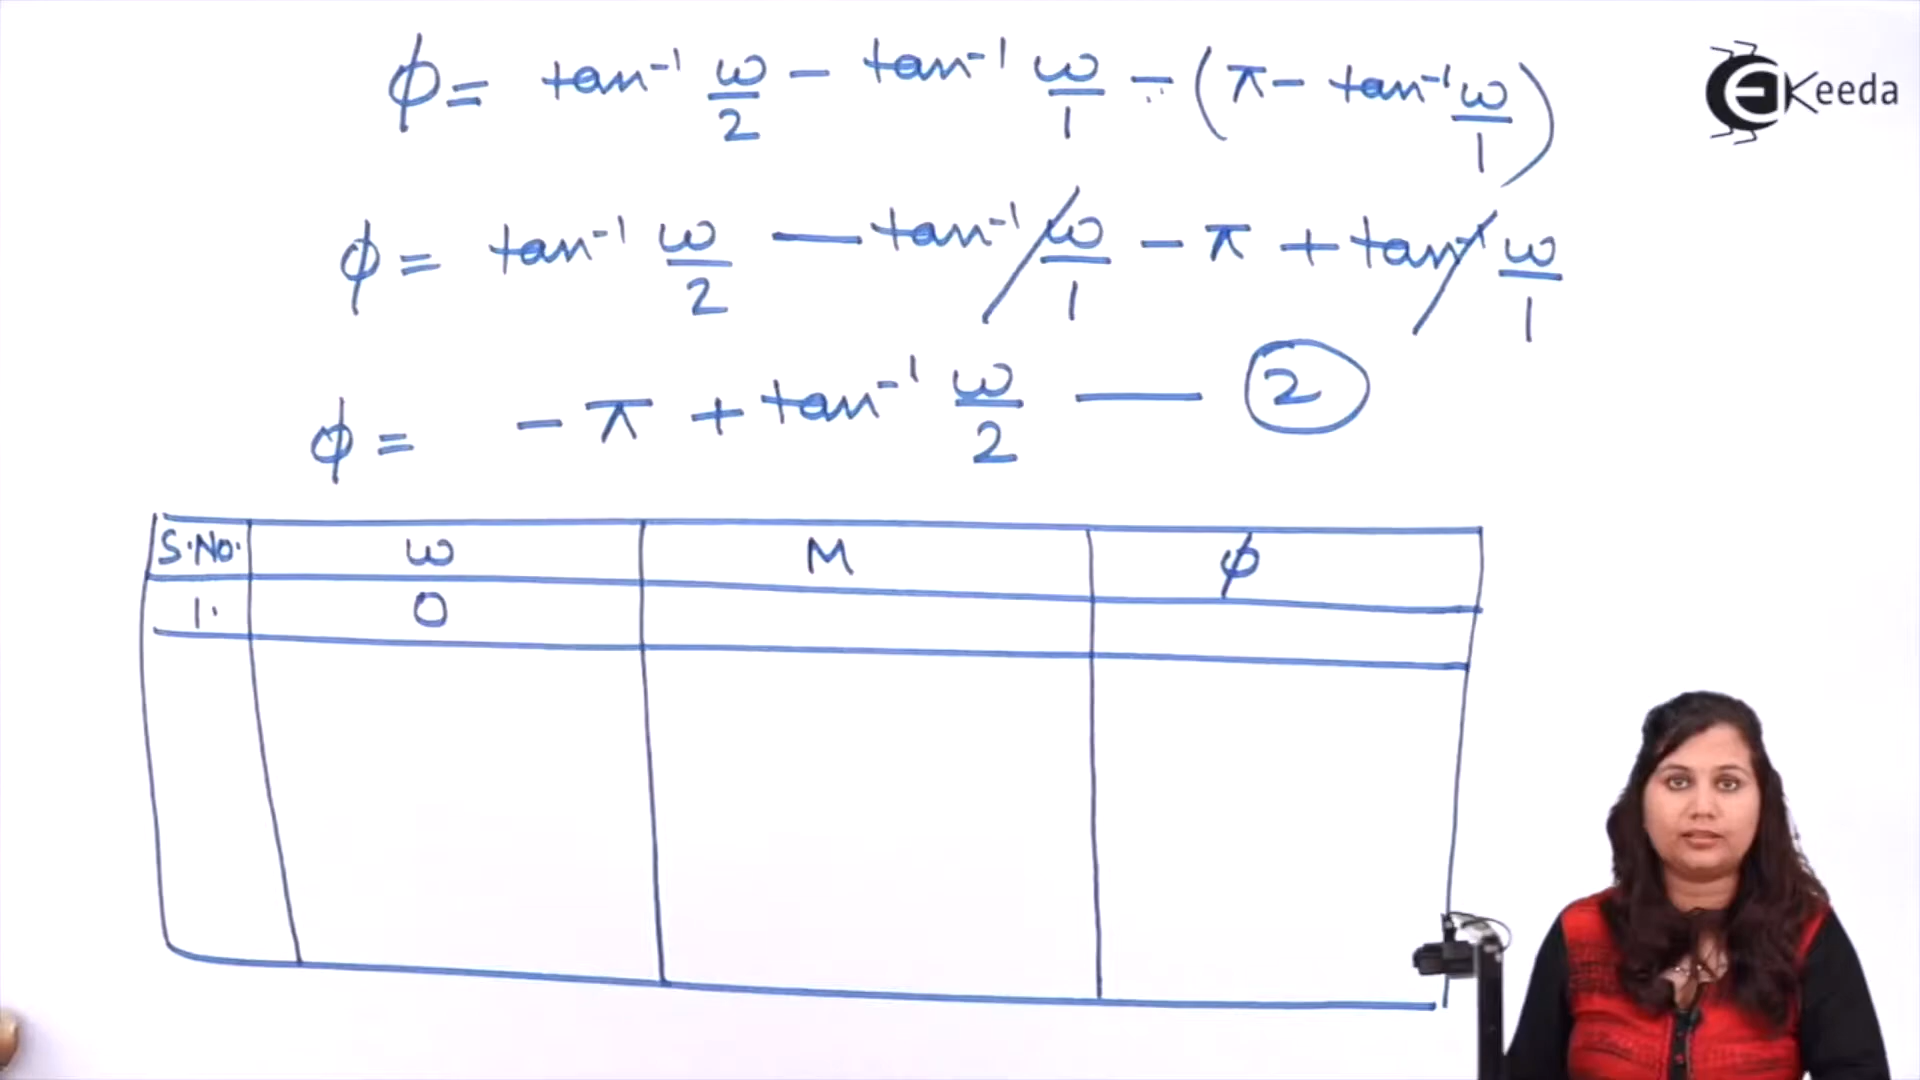 ϕ = tan⁻¹ ω/2 − tan⁻¹ ω/1 − (π − tan⁻¹ ω/1)
Keeda
ϕ = tan⁻¹ ω/2 − tan⁻¹ ω/1 − π + tan⁻¹ ω/1
ϕ = − π + tan⁻¹ ω/2 — 2
S.No. ω M ϕ
1. 0